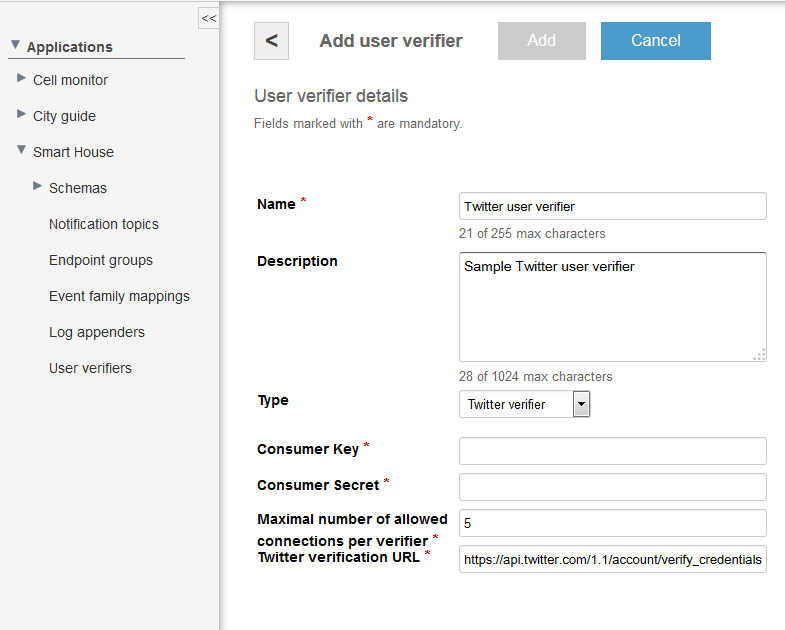 <<
Applications
Cell monitor
City guide
Smart House
Schemas
Notification topics
Endpoint groups
Event family mappings
Log appenders
User verifiers
< Add user verifier Add Cancel
User verifier details
Fields marked with * are mandatory.
Name * Twitter user verifier
21 of 255 max characters
Description Sample Twitter user verifier
28 of 1024 max characters
Type Twitter verifier
Consumer Key *
Consumer Secret *
Maximal number of allowed 5
connections per verifier *
Twitter verification URL * https://api.twitter.com/1.1/account/verify_credentials